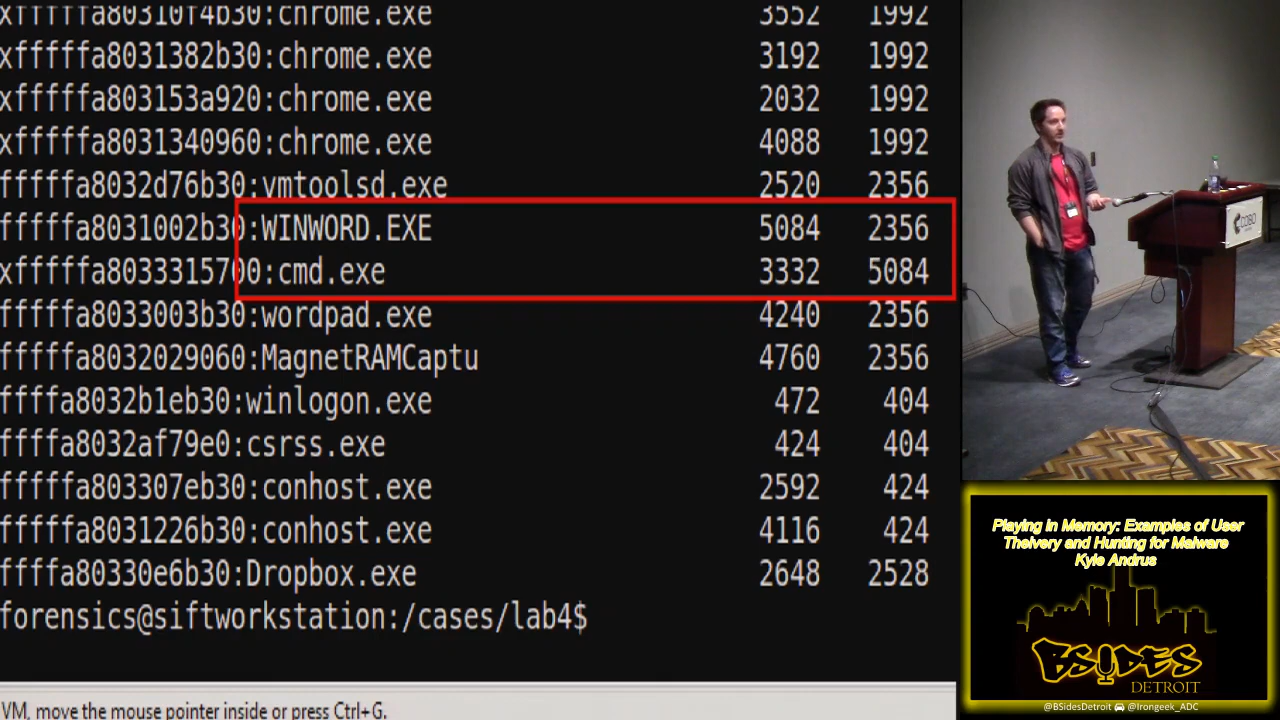 xfffffa80310f4b30:chrome.exe 3552 1992
xfffffa8031382b30:chrome.exe 3192 1992
xfffffa803153a920:chrome.exe 2032 1992
xfffffa8031340960:chrome.exe 4088 1992
fffffa8032d76b30:vmtoolsd.exe 2520 2356
fffffa8031002b30:WINWORD.EXE 5084 2356
xfffffa8033315700:cmd.exe 3332 5084
fffffa8033003b30:wordpad.exe 4240 2356
fffffa8032029060:MagnetRAMCaptu 4760 2356
ffffa8032b1eb30:winlogon.exe 472 404
ffffa8032af79e0:csrss.exe 424 404
fffffa803307eb30:conhost.exe 2592 424
fffffa8031226b30:conhost.exe 4116 424
ffffa80330e6b30:Dropbox.exe 2648 2528
forensics@siftworkstation:/cases/lab4$
VM, move the mouse pointer inside or press Ctrl+G.
COBO
Playing in Memory: Examples of User
Theivery and Hunting for Malware
Kyle Andrus
BSIDES
DETROIT
@BSidesDetroit @Irongeek_ADC